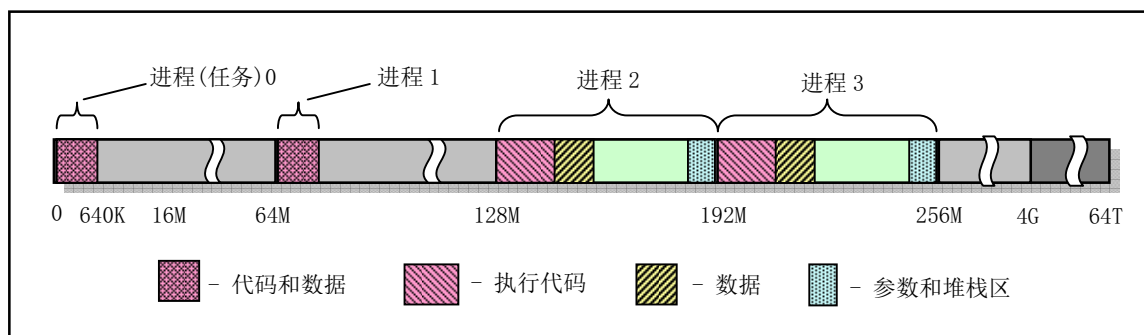 进程(任务)0 进程 1 进程 2 进程 3
0 640K 16M 64M 128M 192M 256M 4G 64T
- 代码和数据 - 执行代码 - 数据 - 参数和堆栈区